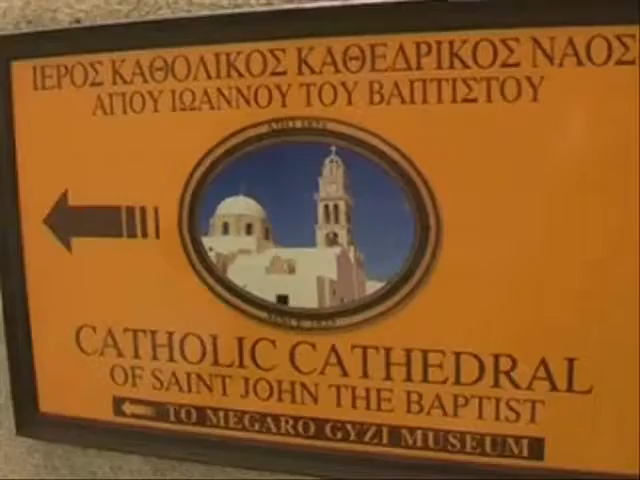 ΙΕΡΟΣ ΚΑΘΟΛΙΚΟΣ ΚΑΘΕΔΡΙΚΟΣ ΝΑΟΣ
ΑΓΙΟΥ ΙΩΑΝΝΟΥ ΤΟΥ ΒΑΠΤΙΣΤΟΥ
CATHOLIC CATHEDRAL
OF SAINT JOHN THE BAPTIST
TO MEGARO GYZI MUSEUM